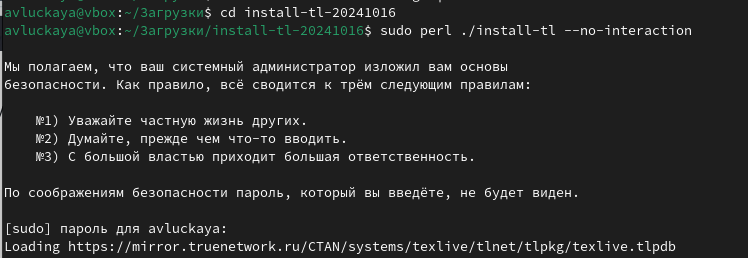 avluckaya@vbox:~/Загрузки$ cd install-tl-20241016
avluckaya@vbox:~/Загрузки/install-tl-20241016$ sudo perl ./install-tl --no-interaction
Мы полагаем, что ваш системный администратор изложил вам основы
безопасности. Как правило, всё сводится к трём следующим правилам:
№1) Уважайте частную жизнь других.
№2) Думайте, прежде чем что-то вводить.
№3) С большой властью приходит большая ответственность.
По соображениям безопасности пароль, который вы введёте, не будет виден.
[sudo] пароль для avluckaya:
Loading https://mirror.truenetwork.ru/CTAN/systems/texlive/tlnet/tlpkg/texlive.tlpdb